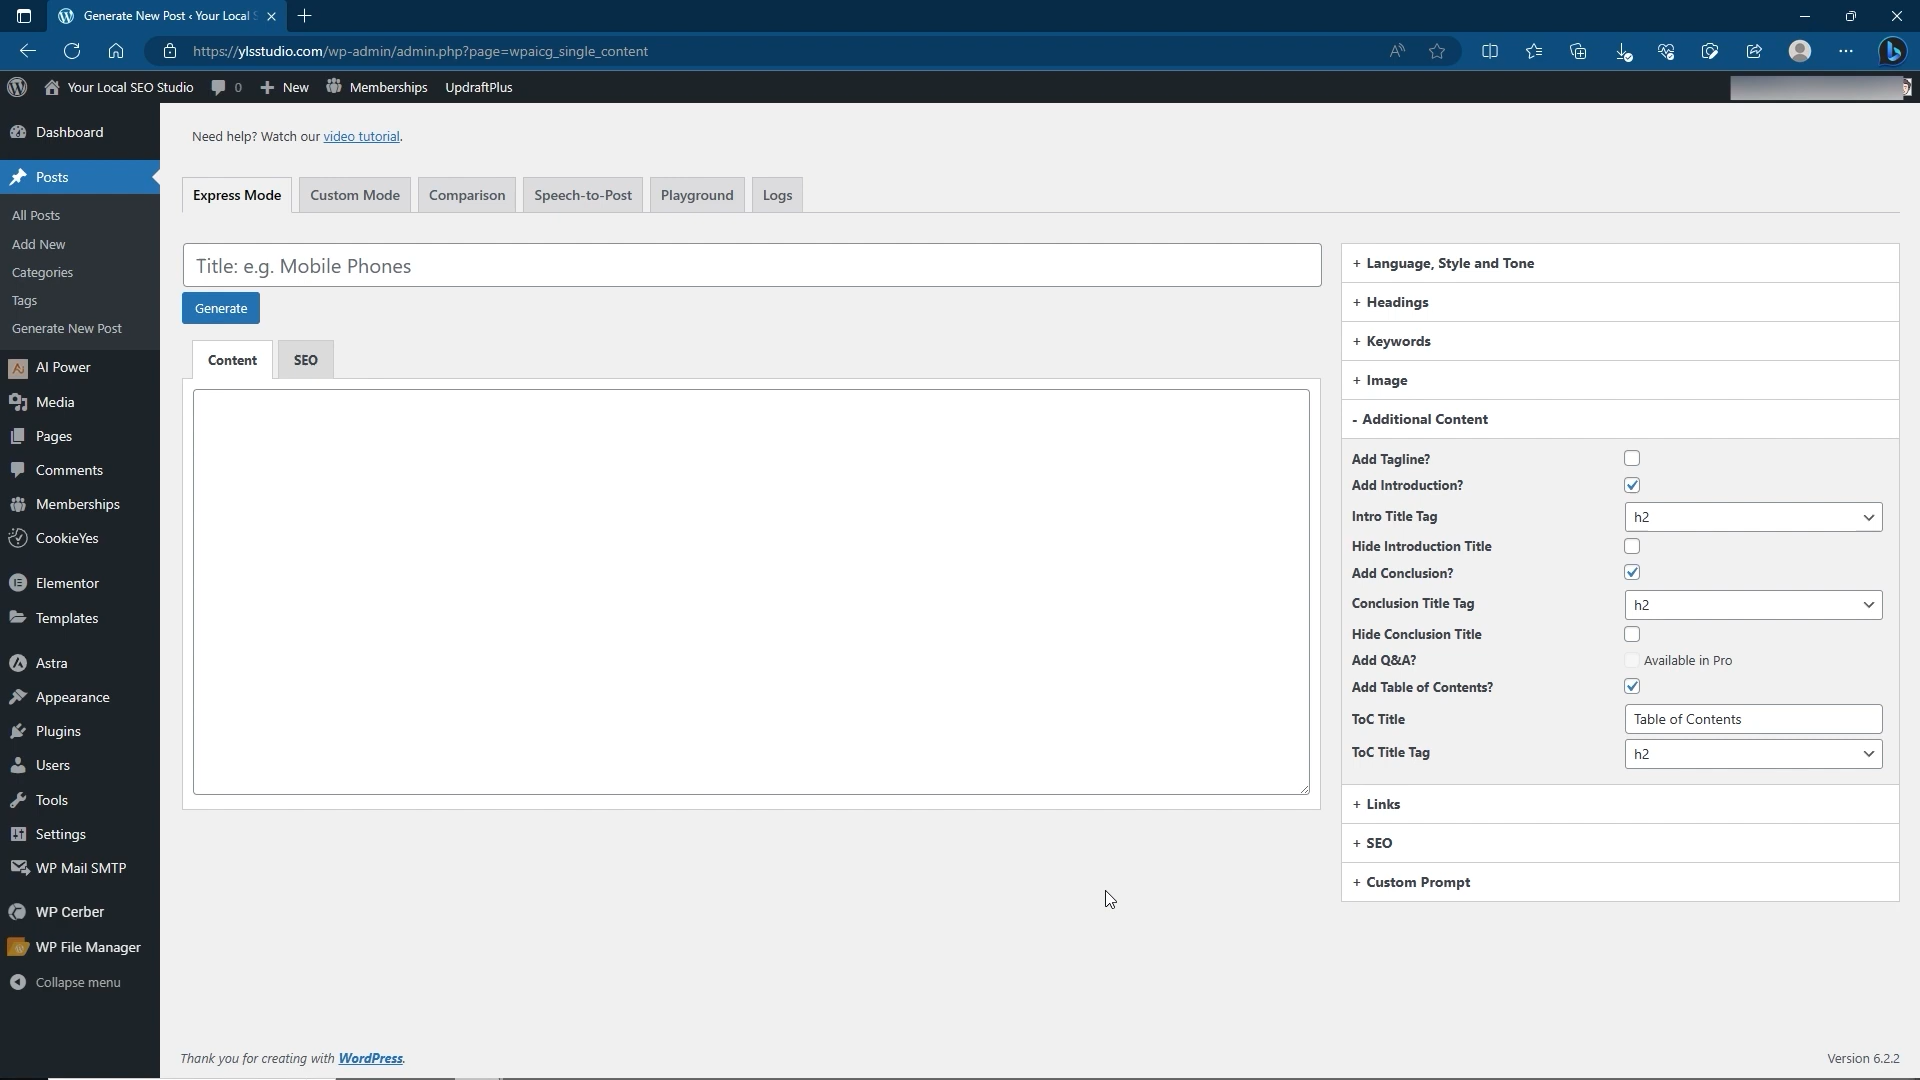 Generate New Post ‹ Your Local S
https://ylsstudio.com/wp-admin/admin.php?page=wpaicg_single_content
Your Local SEO Studio 0 New Memberships UpdraftPlus
Dashboard
Posts
All Posts
Add New
Categories
Tags
Generate New Post
AI Power
Media
Pages
Comments
Memberships
CookieYes
Elementor
Templates
Astra
Appearance
Plugins
Users
Tools
Settings
WP Mail SMTP
WP Cerber
WP File Manager
Collapse menu
Need help? Watch our video tutorial.
Express Mode Custom Mode Comparison Speech-to-Post Playground Logs
Title: e.g. Mobile Phones
Generate
Content SEO
+ Language, Style and Tone
+ Headings
+ Keywords
+ Image
- Additional Content
Add Tagline?
Add Introduction?
Intro Title Tag h2
Hide Introduction Title
Add Conclusion?
Conclusion Title Tag h2
Hide Conclusion Title
Add Q&A? Available in Pro
Add Table of Contents?
ToC Title Table of Contents
ToC Title Tag h2
+ Links
+ SEO
+ Custom Prompt
Thank you for creating with WordPress.
Version 6.2.2